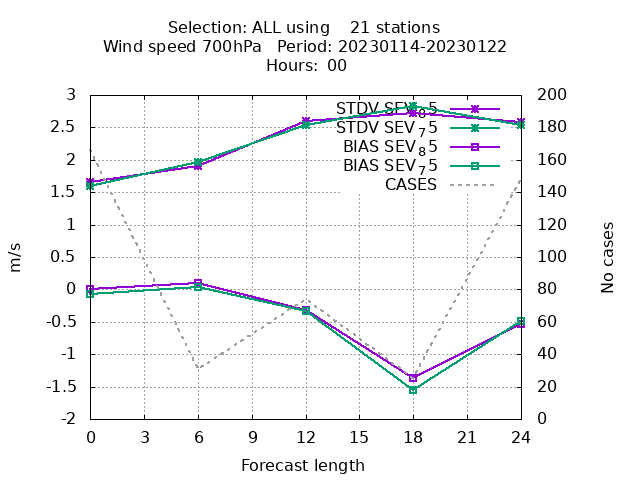 Selection: ALL using 21 stations
Wind speed 700hPa Period: 20230114-20230122
Hours: 00
3
2.5
2
1.5
1
0.5
0
-0.5
-1
-1.5
-2
m/s
STDV SEV₈5
STDV SEV₇5
BIAS SEV₈5
BIAS SEV₇5
CASES
200
180
160
140
120
100
80
60
40
20
0
No cases
0 3 6 9 12 15 18 21 24
Forecast length